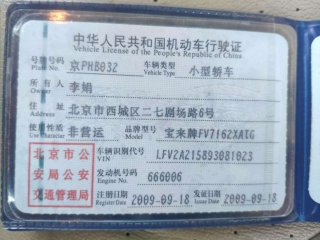 中华人民共和国机动车行驶证
Vehicle License of the People's Republic of China
号牌号码 京PHB032 车辆类型 小型轿车
Plate No. Vehicle Type
所有人 李娟
Owner
住址 北京市西城区二七剧场路6号
Address
使用性质 非营运 品牌型号 宝来牌FV7162XATG
Use Character Model
北京市公安局公安交通管理局
车辆识别代号 LFV2A215893081023
VIN
发动机号码 666006
Engine No.
注册日期 2009-09-18 发证日期 2009-09-18
Register Date Issue Date